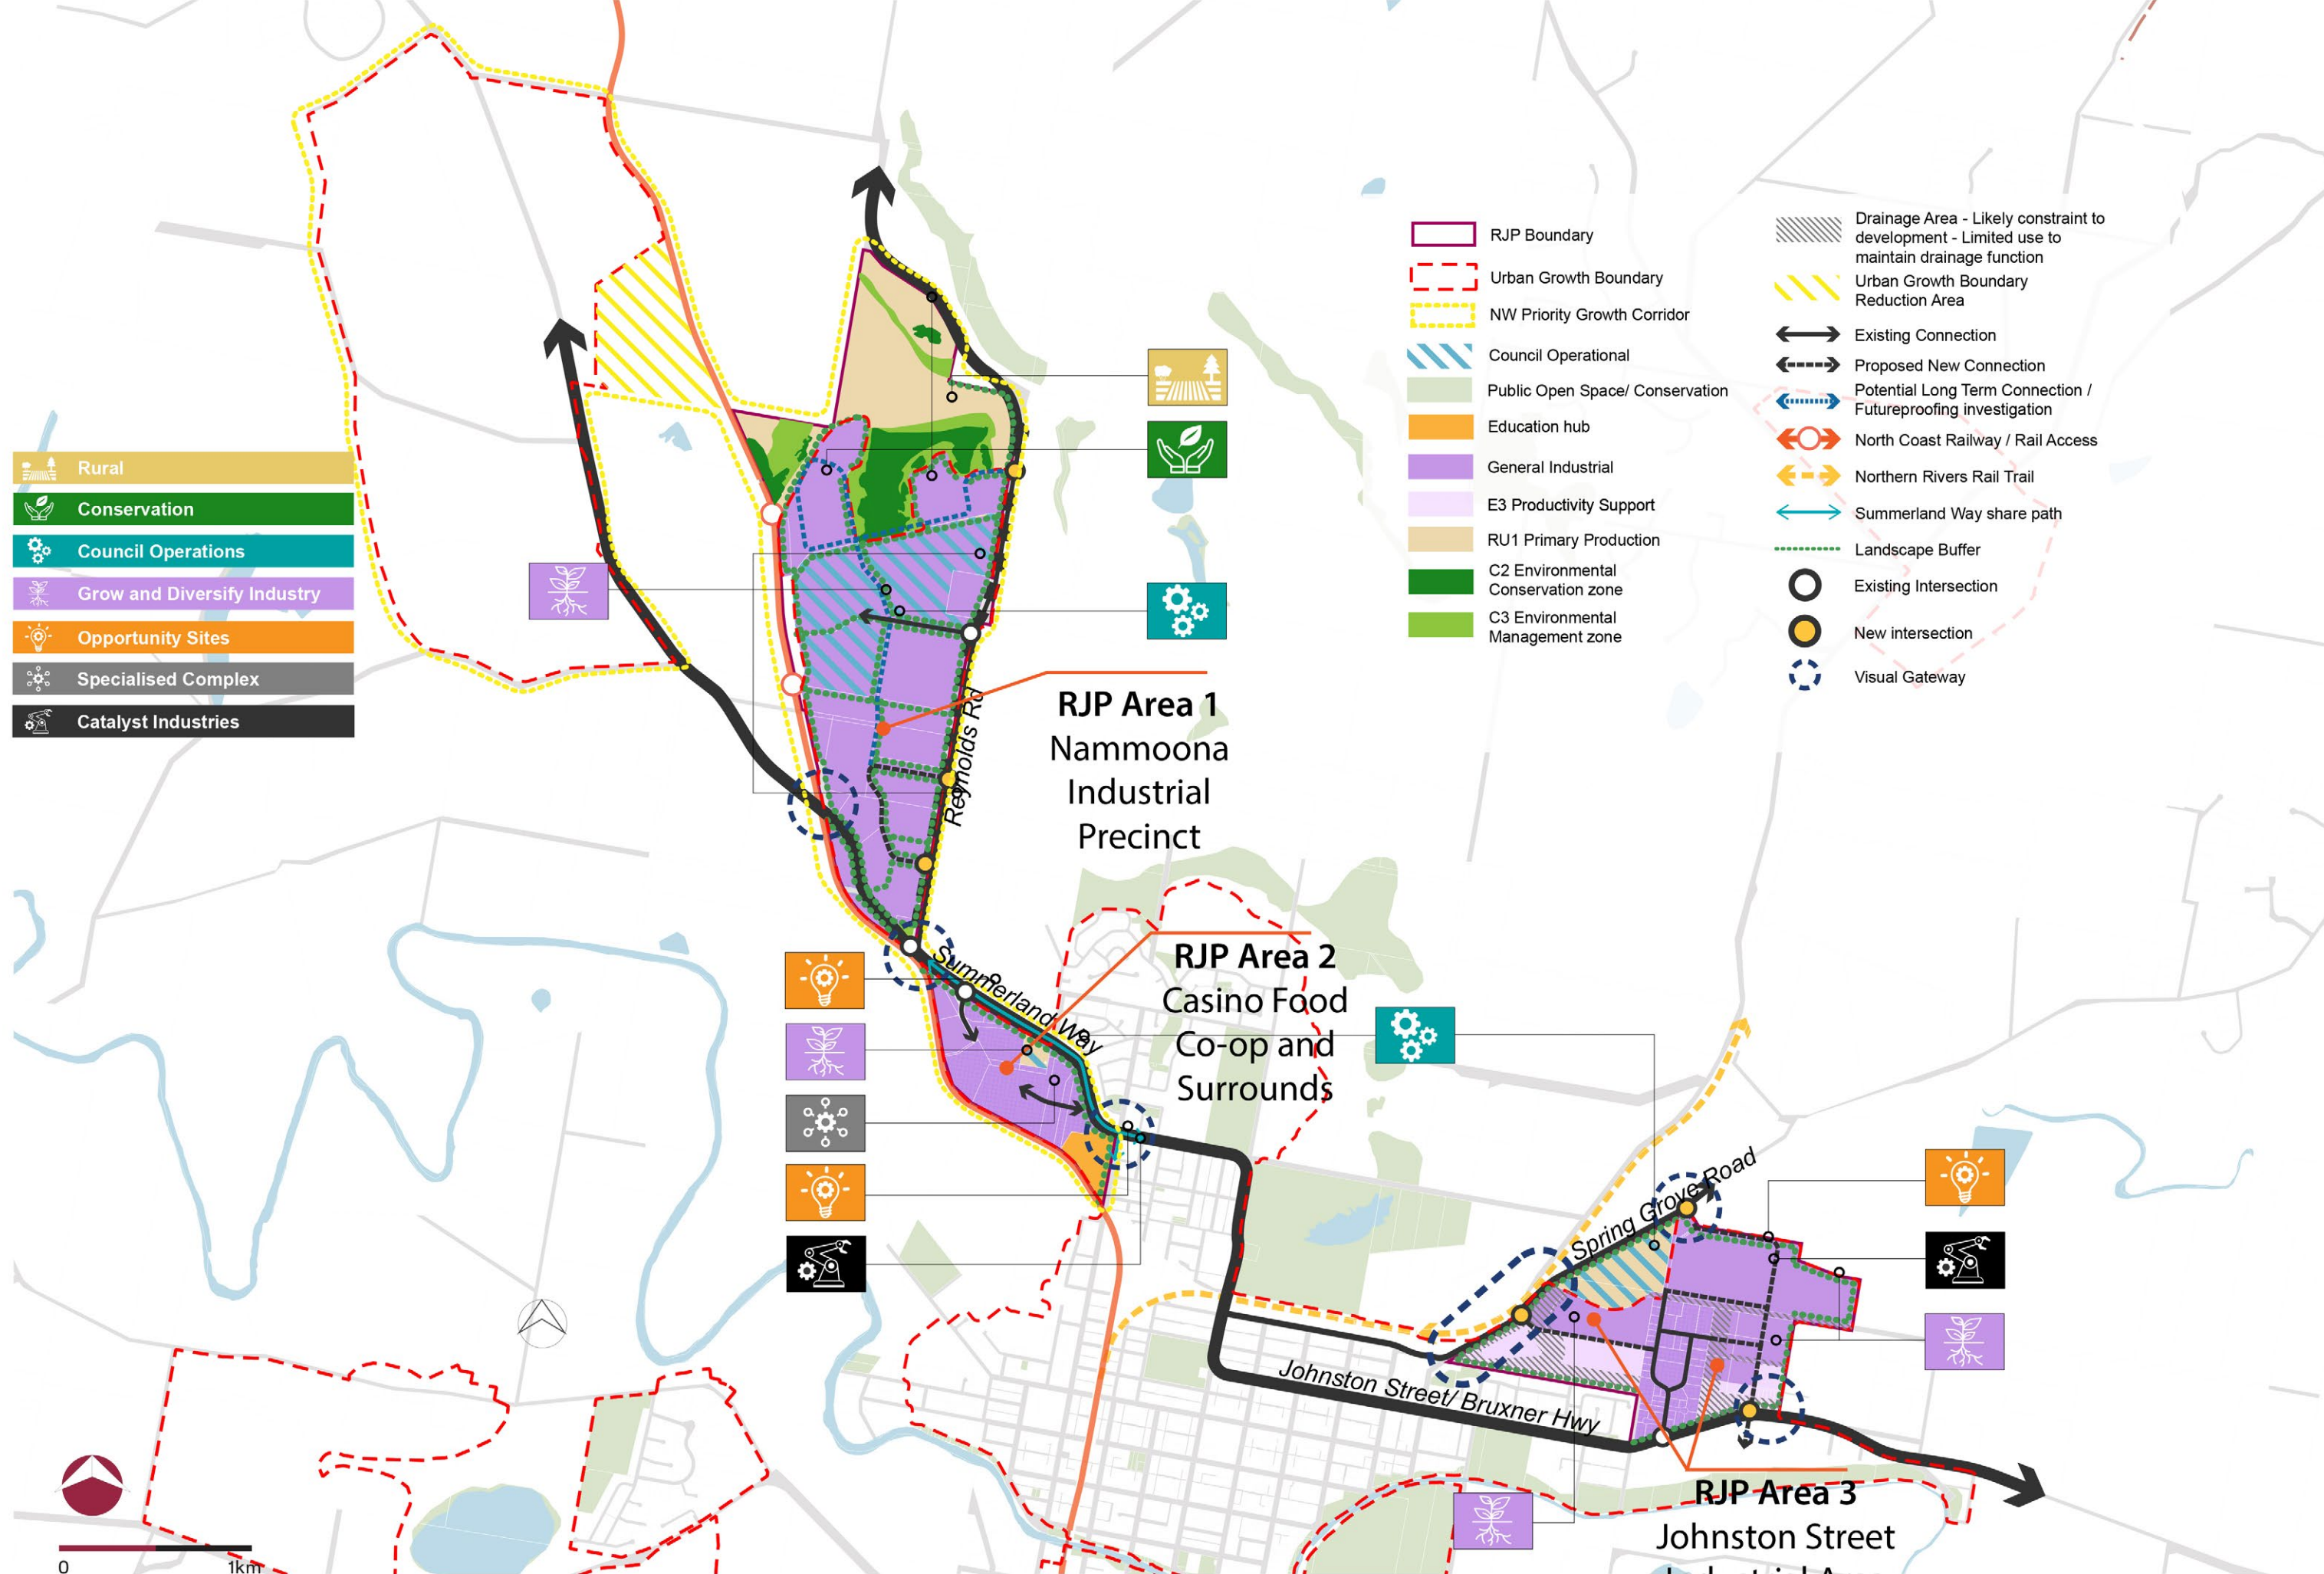 Rural
Conservation
Council Operations
Grow and Diversify Industry
Opportunity Sites
Specialised Complex
Catalyst Industries
RJP Boundary
Urban Growth Boundary
NW Priority Growth Corridor
Council Operational
Public Open Space/ Conservation
Education hub
General Industrial
E3 Productivity Support
RU1 Primary Production
C2 Environmental
Conservation zone
C3 Environmental
Management zone
Drainage Area - Likely constraint to
development - Limited use to
maintain drainage function
Urban Growth Boundary
Reduction Area
Existing Connection
Proposed New Connection
Potential Long Term Connection /
Futureproofing investigation
North Coast Railway / Rail Access
Northern Rivers Rail Trail
Summerland Way share path
Landscape Buffer
Existing Intersection
New intersection
Visual Gateway
RJP Area 1
Nammoona
Industrial
Precinct
Reynolds Rd
RJP Area 2
Casino Food
Co-op and
Surrounds
Summerland Way
Spring Grove Road
Johnston Street/ Bruxner Hwy
RJP Area 3
Johnston Street
Industrial Area
0
1km